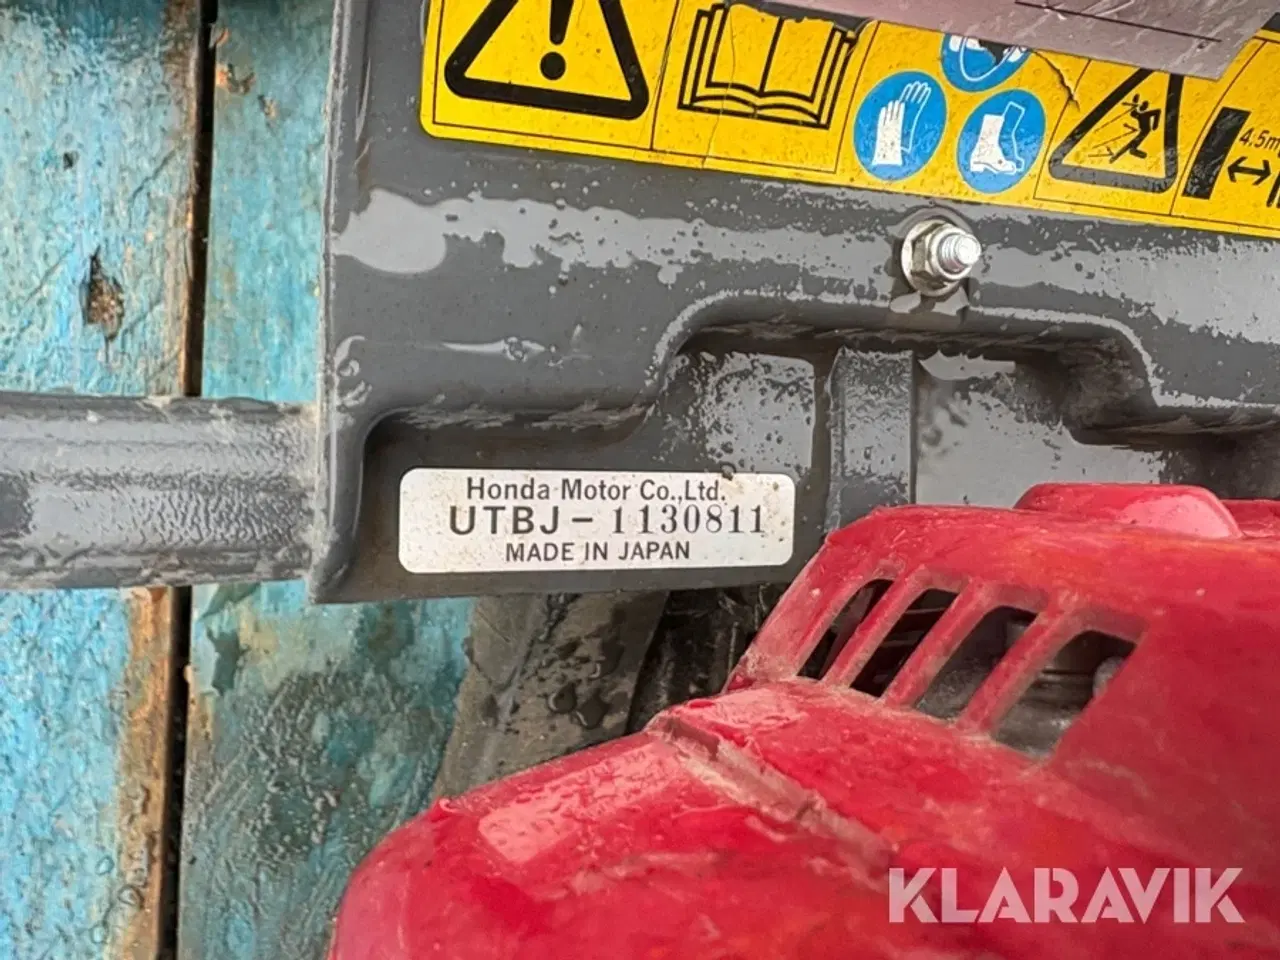 4.5m
Honda Motor Co.,Ltd.
UTBJ-1130811
MADE IN JAPAN
KLARAVIK